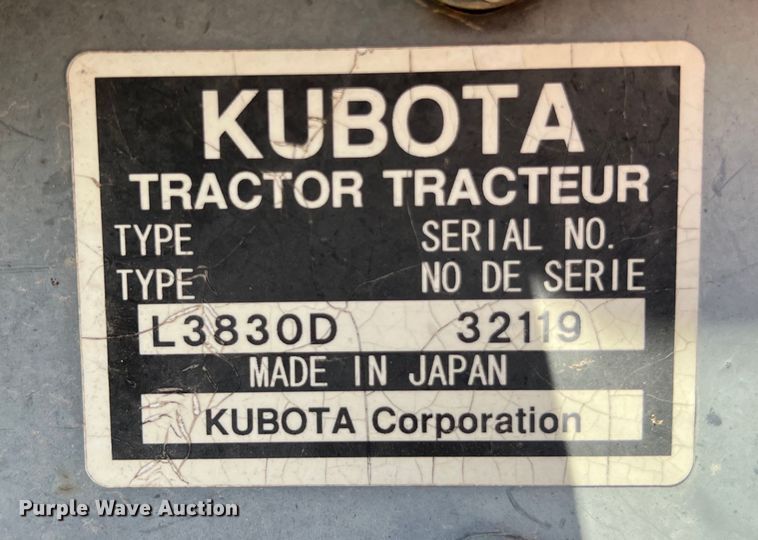 KUBOTA
TRACTOR TRACTEUR
TYPE SERIAL NO.
TYPE NO DE SERIE
L3830D 32119
MADE IN JAPAN
KUBOTA Corporation
Purple Wave Auction